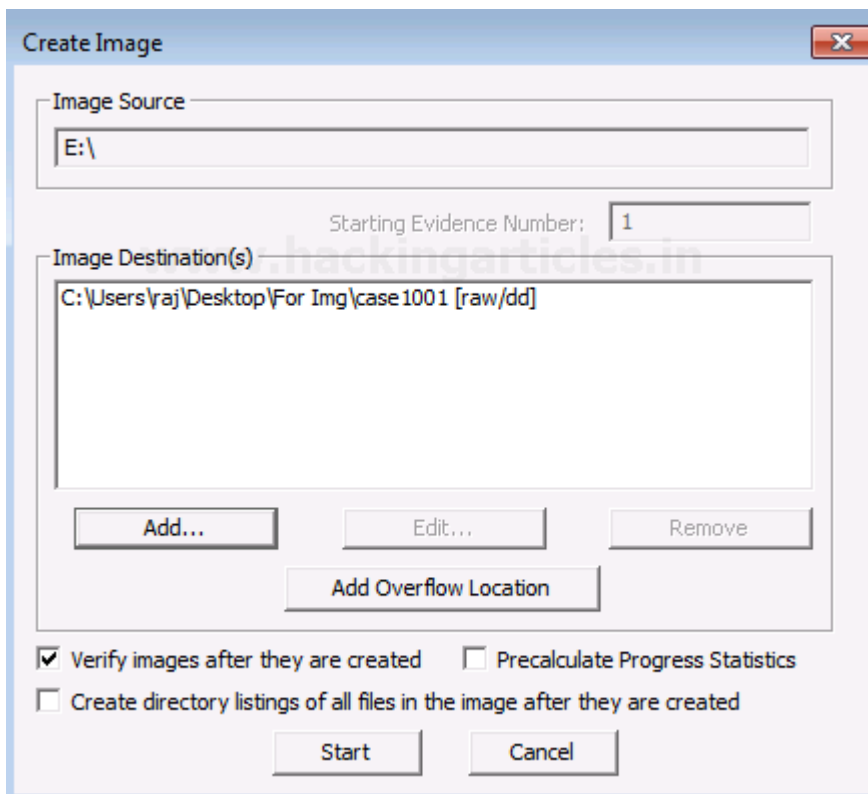 Create Image
Image Source
E:\
Starting Evidence Number: 1
www.hackingarticles.in
Image Destination(s)
C:\Users\raj\Desktop\For Img\case1001 [raw/dd]
Add... Edit... Remove
Add Overflow Location
Verify images after they are created Precalculate Progress Statistics
Create directory listings of all files in the image after they are created
Start Cancel